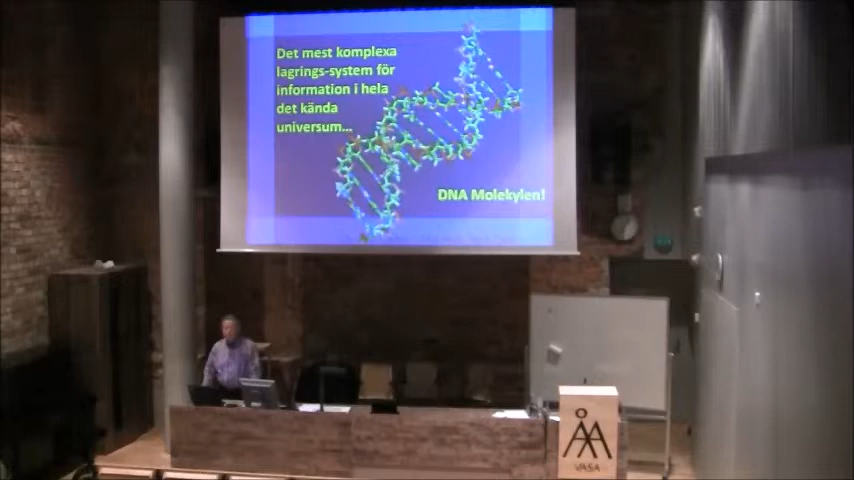 Det mest komplexa
lagrings-system för
information i hela
det kända
universum...
DNA Molekylen!
ÅA
VASA